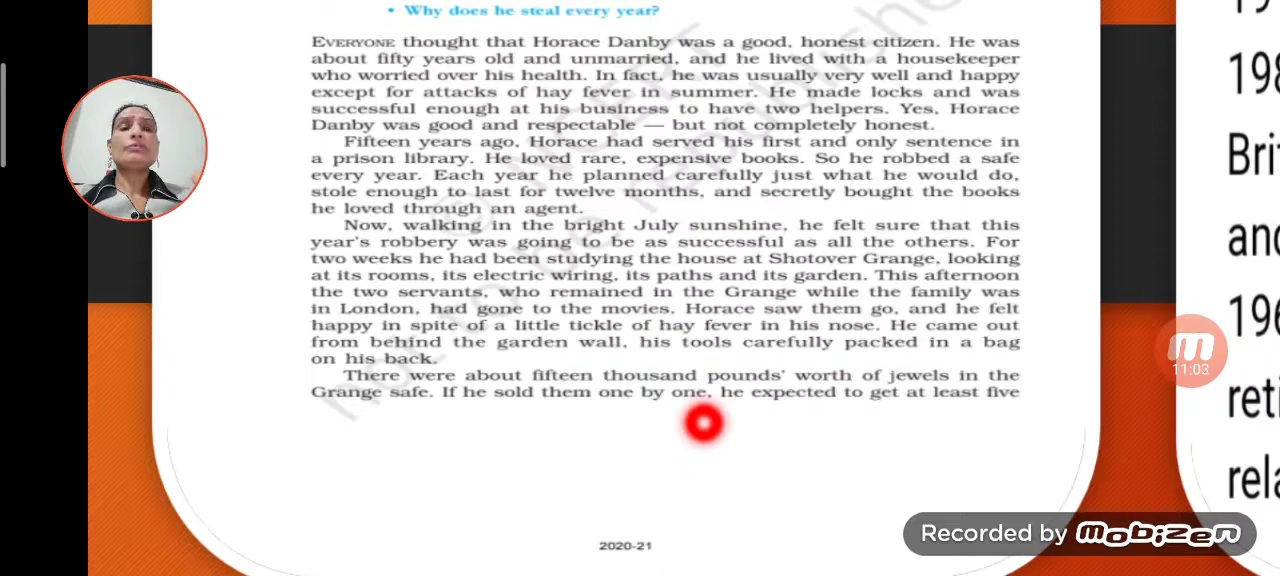 • Why does he steal every year?
EVERYONE thought that Horace Danby was a good, honest citizen. He was
about fifty years old and unmarried, and he lived with a housekeeper
who worried over his health. In fact, he was usually very well and happy
except for attacks of hay fever in summer. He made locks and was
successful enough at his business to have two helpers. Yes, Horace
Danby was good and respectable — but not completely honest.
Fifteen years ago, Horace had served his first and only sentence in
a prison library. He loved rare, expensive books. So he robbed a safe
every year. Each year he planned carefully just what he would do,
stole enough to last for twelve months, and secretly bought the books
he loved through an agent.
Now, walking in the bright July sunshine, he felt sure that this
year's robbery was going to be as successful as all the others. For
two weeks he had been studying the house at Shotover Grange, looking
at its rooms, its electric wiring, its paths and its garden. This afternoon
the two servants, who remained in the Grange while the family was
in London, had gone to the movies. Horace saw them go, and he felt
happy in spite of a little tickle of hay fever in his nose. He came out
from behind the garden wall, his tools carefully packed in a bag
on his back.
There were about fifteen thousand pounds' worth of jewels in the
Grange safe. If he sold them one by one, he expected to get at least five
2020-21
not to be republished
198
Bri
and
196
reti
rela
11:03
Recorded by Mobizen